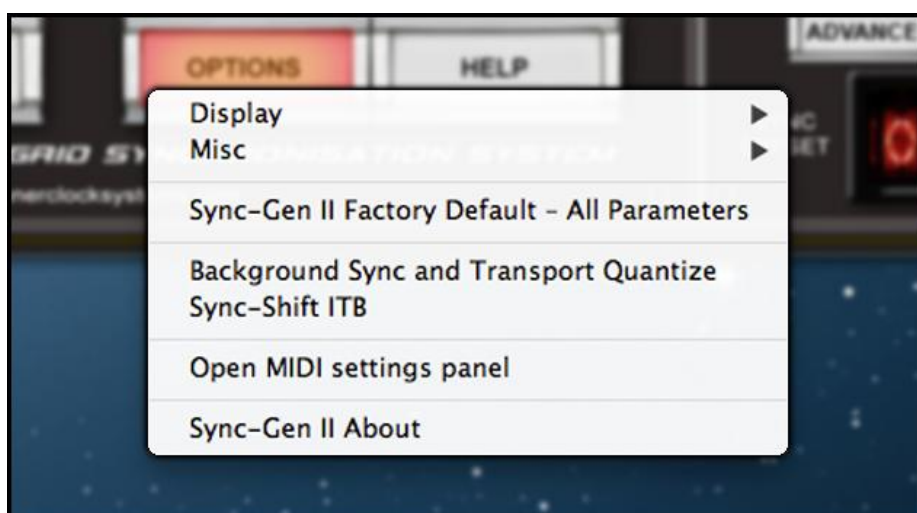 ADVANCE
OPTIONS
HELP
Display
Misc
Sync-Gen II Factory Default – All Parameters
Background Sync and Transport Quantize
Sync-Shift ITB
Open MIDI settings panel
Sync-Gen II About